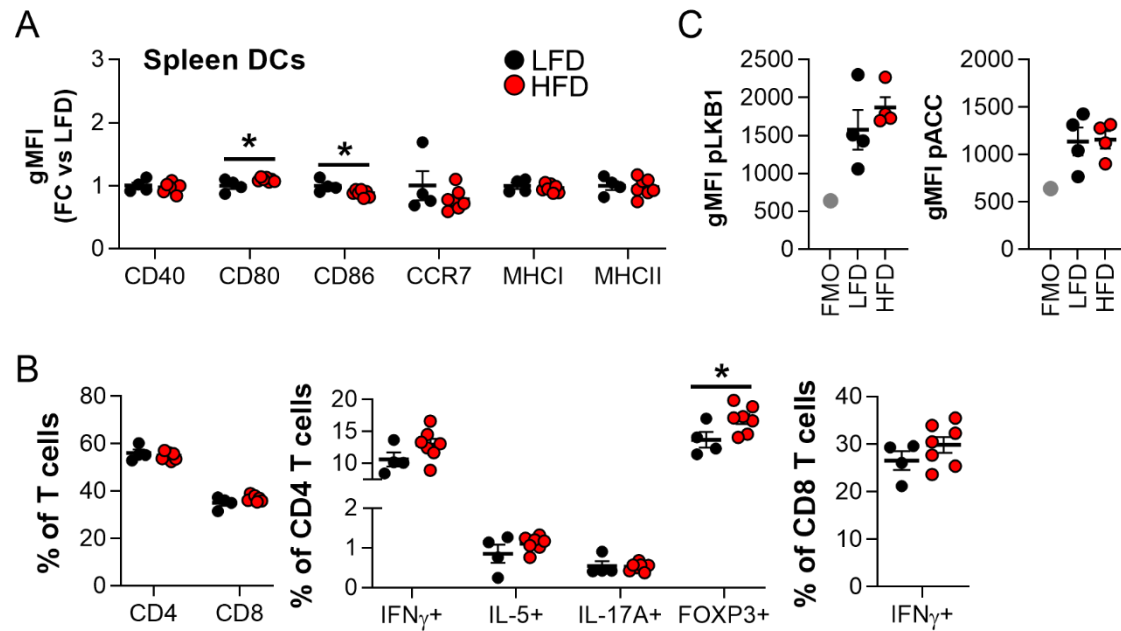 A
Spleen DCs
LFD
HFD
gMFI
(FC vs LFD)
3
2
1
0
*
*
CD40 CD80 CD86 CCR7 MHCI MHCII
C
gMFI pLKB1
2500
2000
1500
1000
500
0
FMO
LFD
HFD
gMFI pACC
2000
1500
1000
500
0
FMO
LFD
HFD
B
% of T cells
80
60
40
20
0
CD4 CD8
% of CD4 T cells
20
15
10
2
1
0
*
IFNγ+ IL-5+ IL-17A+ FOXP3+
% of CD8 T cells
40
30
20
10
0
IFNγ+